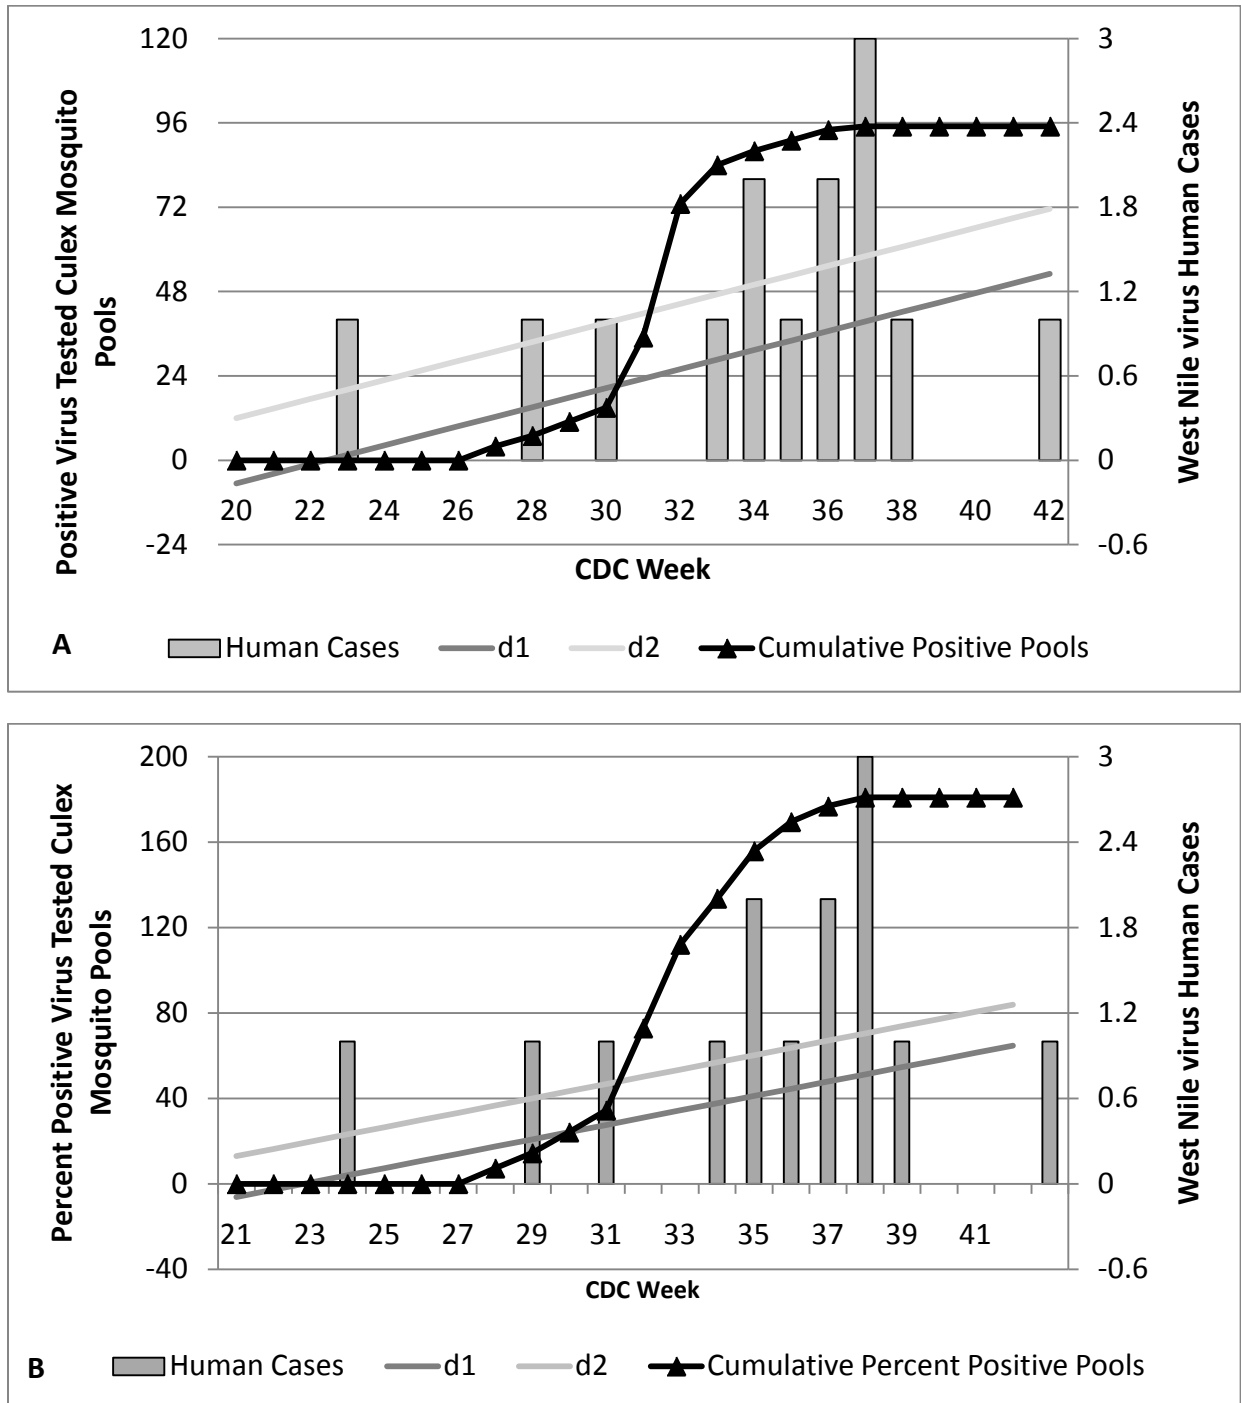 Positive Virus Tested Culex Mosquito
Pools
120
96
72
48
24
0
-24
3
2.4
1.8
1.2
0.6
0
-0.6
West Nile virus Human Cases
20 22 24 26 28 30 32 34 36 38 40 42
CDC Week
A
Human Cases d1 d2 Cumulative Positive Pools
Percent Positive Virus Tested Culex
Mosquito Pools
200
160
120
80
40
0
-40
3
2.4
1.8
1.2
0.6
0
-0.6
West Nile virus Human Cases
21 23 25 27 29 31 33 35 37 39 41
CDC Week
B
Human Cases d1 d2 Cumulative Percent Positive Pools